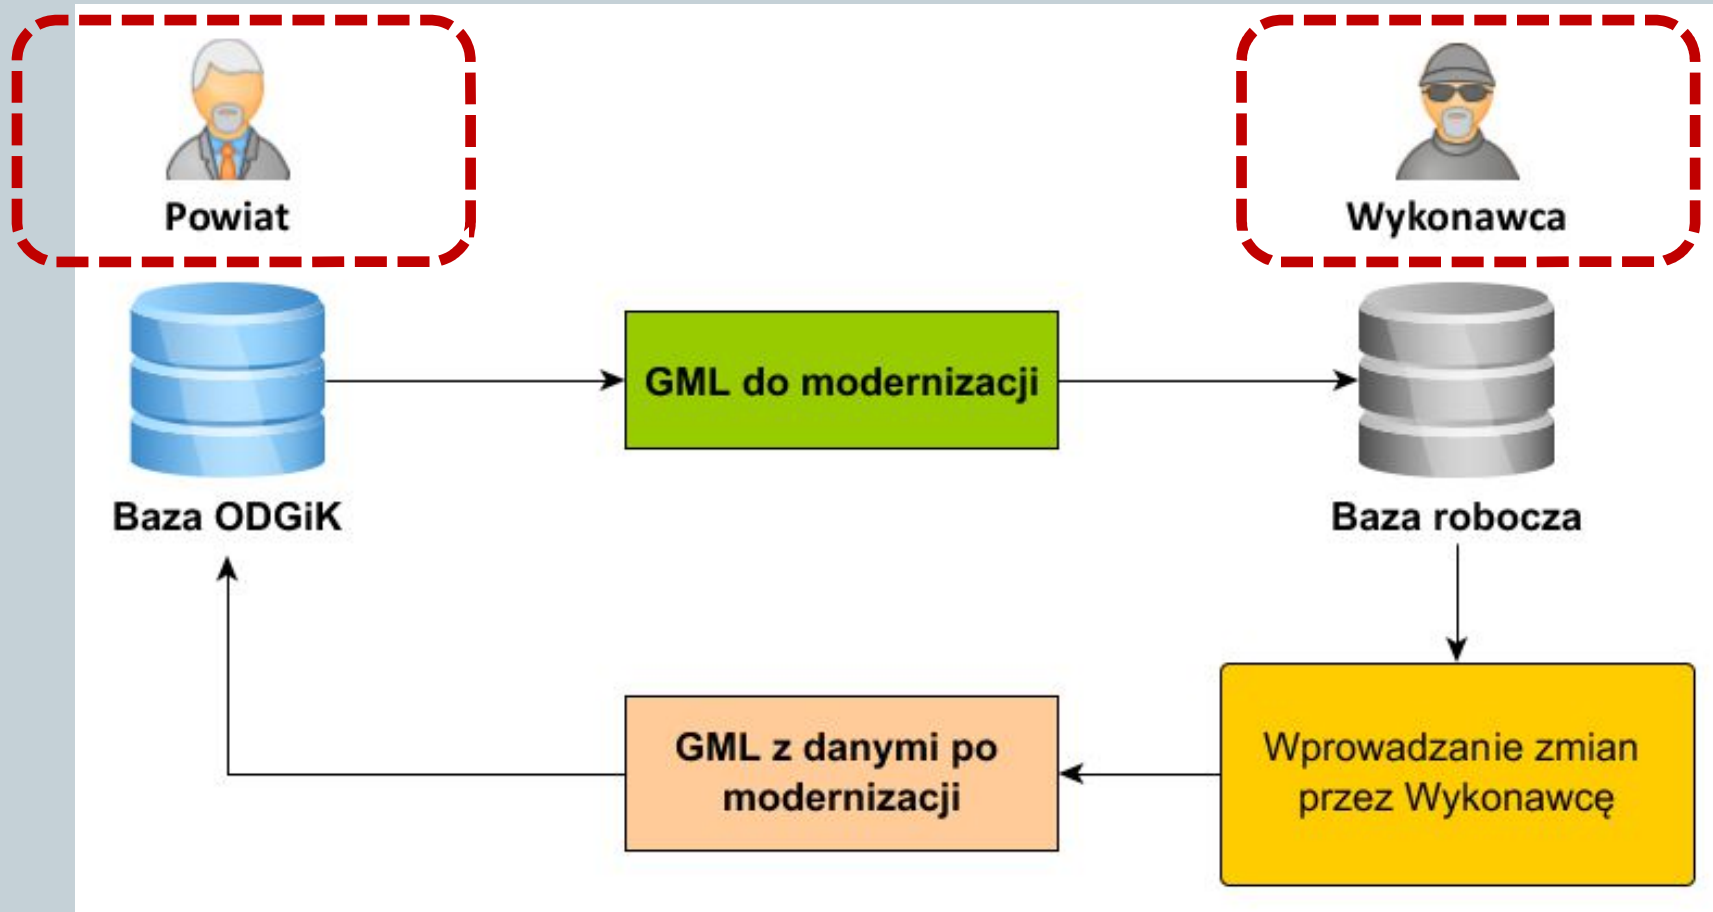 Powiat
Wykonawca
GML do modernizacji
Baza ODGiK
Baza robocza
GML z danymi po
modernizacji
Wprowadzanie zmian
przez Wykonawcę